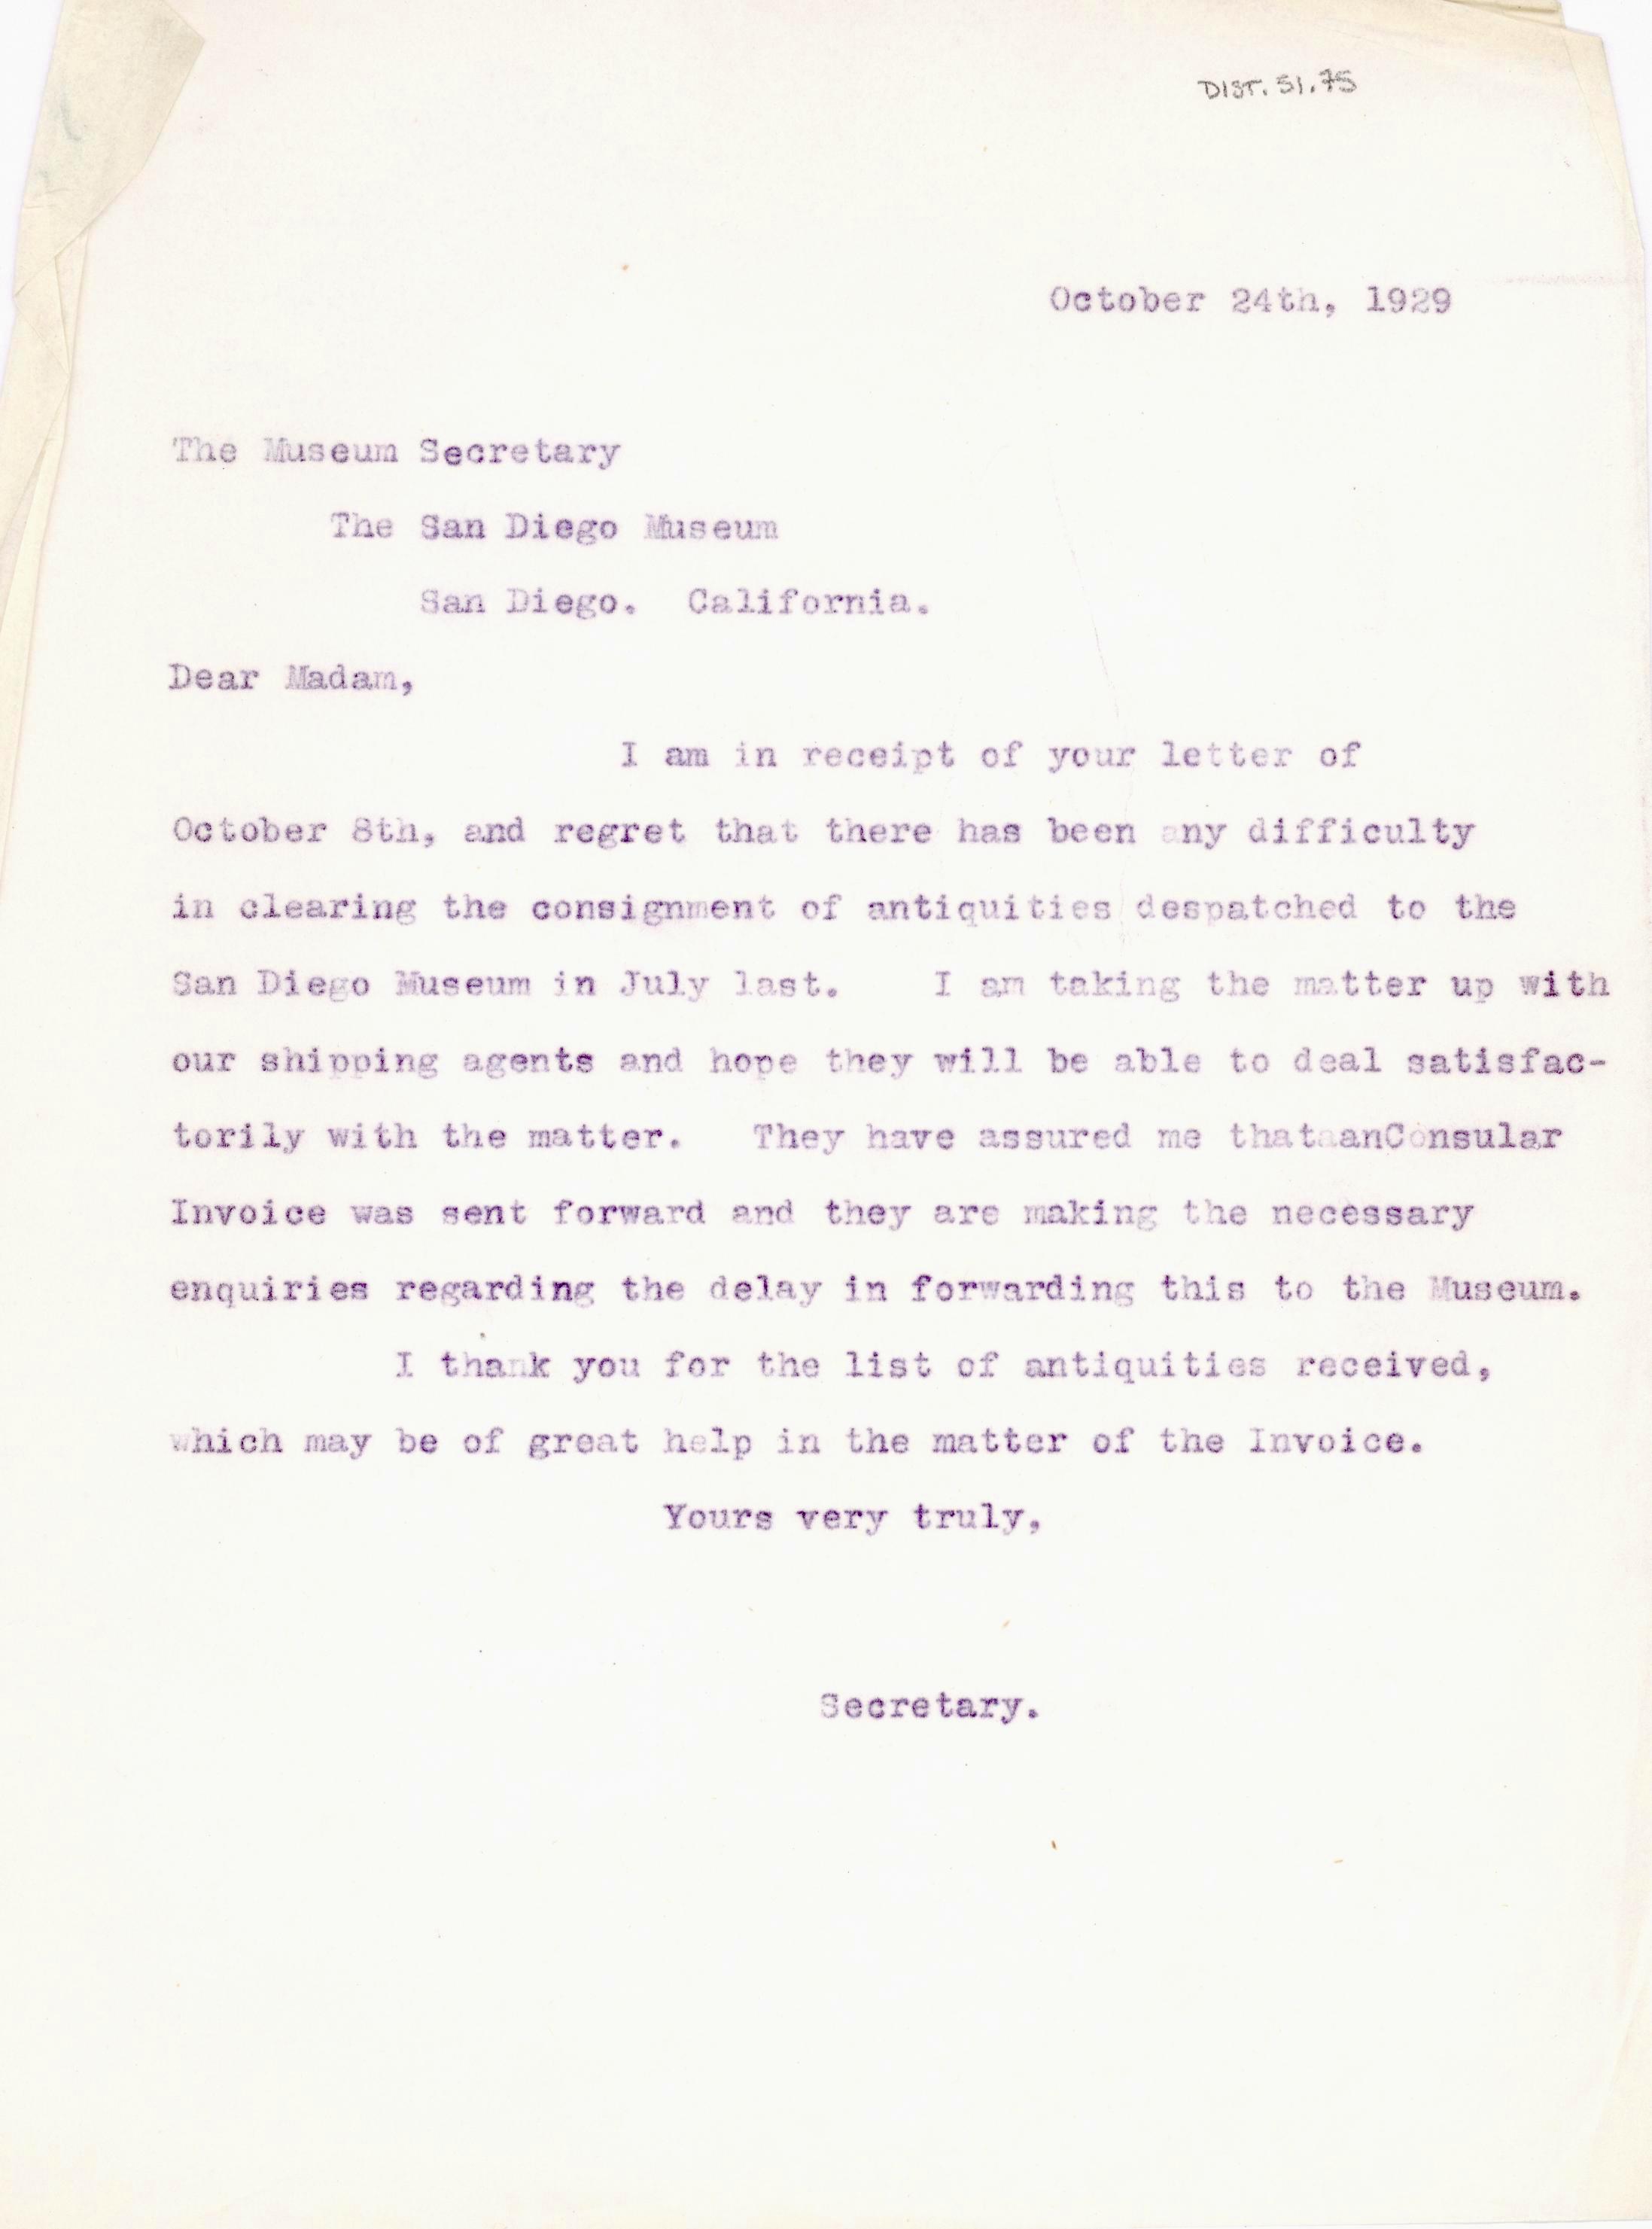 DIST. 51.75
October 24th, 1929
The Museum Secretary
The San Diego Museum
San Diego. California.
Dear Madam,
I am in receipt of your letter of
October 8th, and regret that there has been any difficulty
in clearing the consignment of antiquities despatched to the
San Diego Museum in July last. I am taking the matter up with
our shipping agents and hope they will be able to deal satisfac-
torily with the matter. They have assured me thataanConsular
Invoice was sent forward and they are making the necessary
enquiries regarding the delay in forwarding this to the Museum.
I thank you for the list of antiquities received,
which may be of great help in the matter of the Invoice.
Yours very truly,
Secretary.